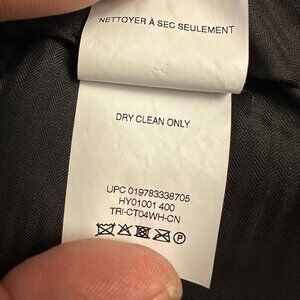 NETTOYER À SEC SEULEMENT
DRY CLEAN ONLY
UPC 019783338705
HY01001 400
TRI-CT04WH-CN
P